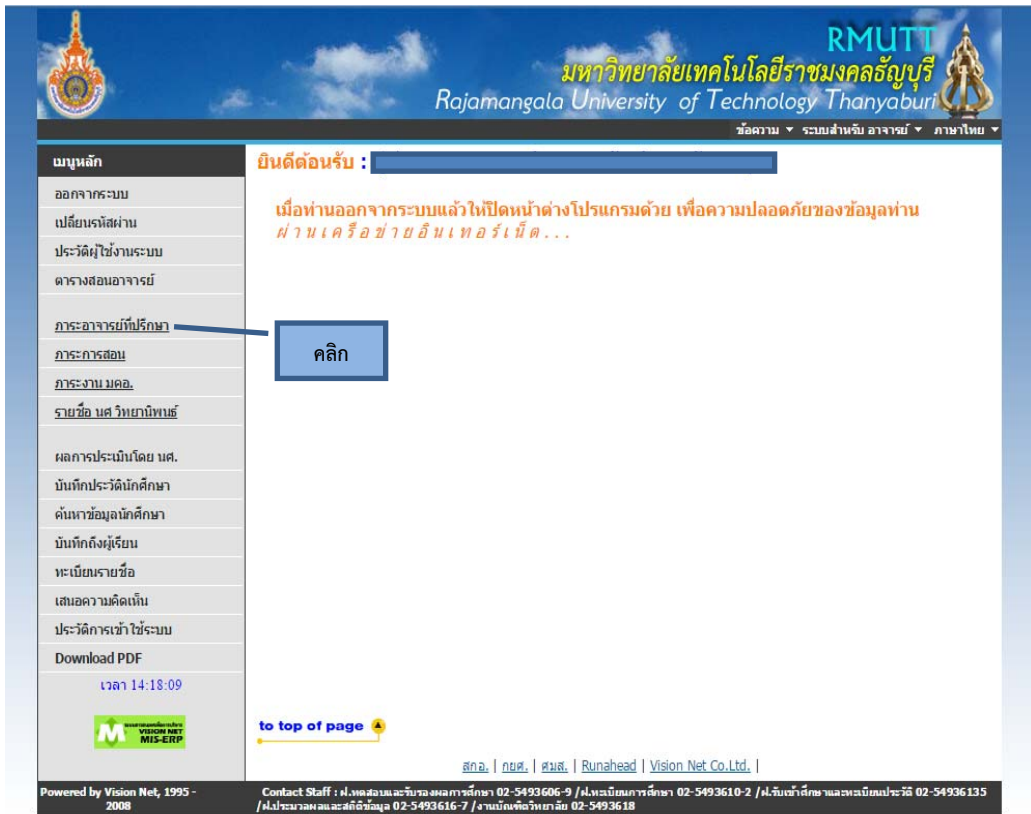 RMUTT
มหาวิทยาลัยเทคโนโลยีราชมงคลธัญบุรี
Rajamangala University of Technology Thanyaburi
ข้อความ ระบบสำหรับ อาจารย์ ภาษาไทย
เมนูหลัก
ออกจากระบบ
เปลี่ยนรหัสผ่าน
ประวัติผู้ใช้งานระบบ
ตารางสอนอาจารย์
ภาระอาจารย์ที่ปรึกษา
ภาระการสอน
ภาระงาน มคอ.
รายชื่อ นศ วิทยานิพนธ์
ผลการประเมินโดย นศ.
บันทึกประวัตินักศึกษา
ค้นหาข้อมูลนักศึกษา
บันทึกถึงผู้เรียน
ทะเบียนรายชื่อ
เสนอความคิดเห็น
ประวัติการเข้าใช้ระบบ
Download PDF
เวลา 14:18:09
VISION NET
MIS-ERP
ยินดีต้อนรับ :
เมื่อท่านออกจากระบบแล้วให้ปิดหน้าต่างโปรแกรมด้วย เพื่อความปลอดภัยของข้อมูลท่าน
ผ่านเครือข่ายอินเทอร์เน็ต...
คลิก
to top of page
สกอ. | กยศ. | ศมส. | Runahead | Vision Net Co.Ltd. |
Powered by Vision Net, 1995 -
2008
Contact Staff : ฝ.ทดสอบและรับรองผลการศึกษา 02-5493606-9 /ฝ.ทะเบียนการศึกษา 02-5493610-2 /ฝ.รับเข้าศึกษาและทะเบียนประวัติ 02-54936135
/ฝ.ประมวลผลและสถิติข้อมูล 02-5493616-7 /งานบัณฑิตวิทยาลัย 02-5493618